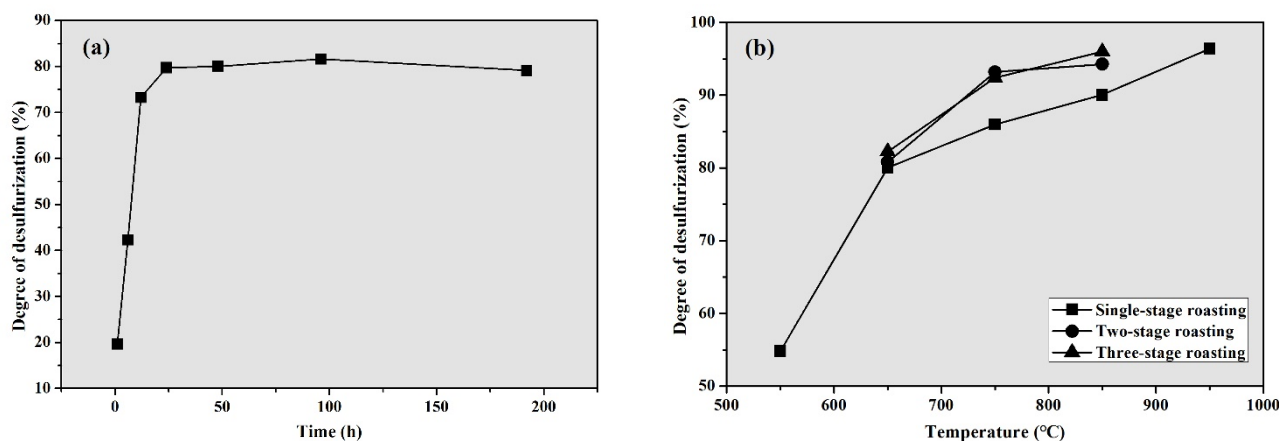 (a)
90
80
70
60
50
40
30
20
10
0
50
100
150
200
Time (h)
Degree of desulfurization (%)
(b)
100
90
80
70
60
50
500
600
700
800
900
1000
Temperature (°C)
Degree of desulfurization (%)
Single-stage roasting
Two-stage roasting
Three-stage roasting